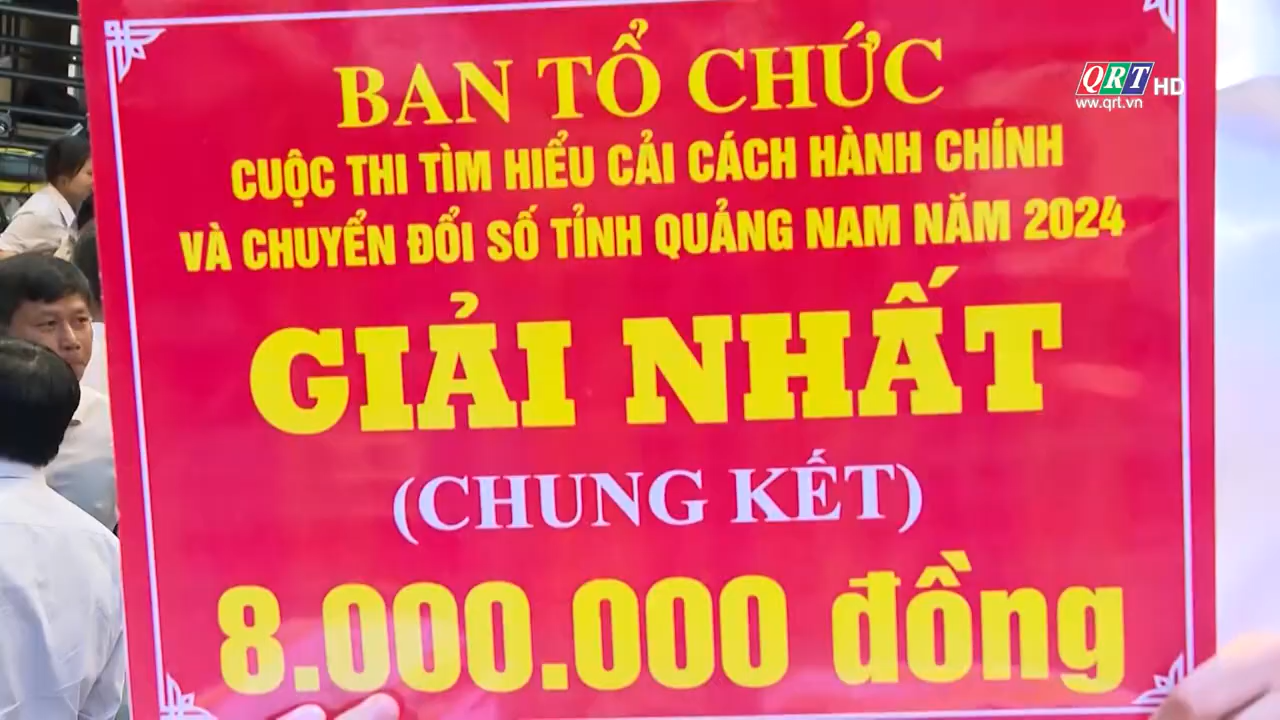 BAN TỔ CHỨC
CUỘC THI TÌM HIỂU CẢI CÁCH HÀNH CHÍNH
VÀ CHUYỂN ĐỔI SỐ TỈNH QUẢNG NAM NĂM 2024
GIẢI NHẤT
(CHUNG KẾT)
8.000.000 đồng
QRT HD
www.qrt.vn